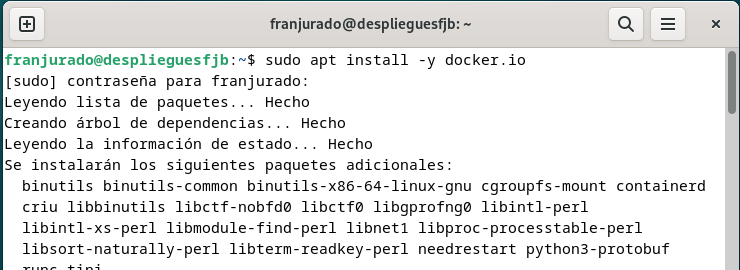 franjurado@desplieguesfjb: ~
franjurado@desplieguesfjb:~$ sudo apt install -y docker.io
[sudo] contraseña para franjurado:
Leyendo lista de paquetes... Hecho
Creando árbol de dependencias... Hecho
Leyendo la información de estado... Hecho
Se instalarán los siguientes paquetes adicionales:
binutils binutils-common binutils-x86-64-linux-gnu cgroupfs-mount containerd
criu libbinutils libctf-nobfd0 libctf0 libgprofng0 libintl-perl
libintl-xs-perl libmodule-find-perl libnet1 libproc-processtable-perl
libsort-naturally-perl libterm-readkey-perl needrestart python3-protobuf
runc tini